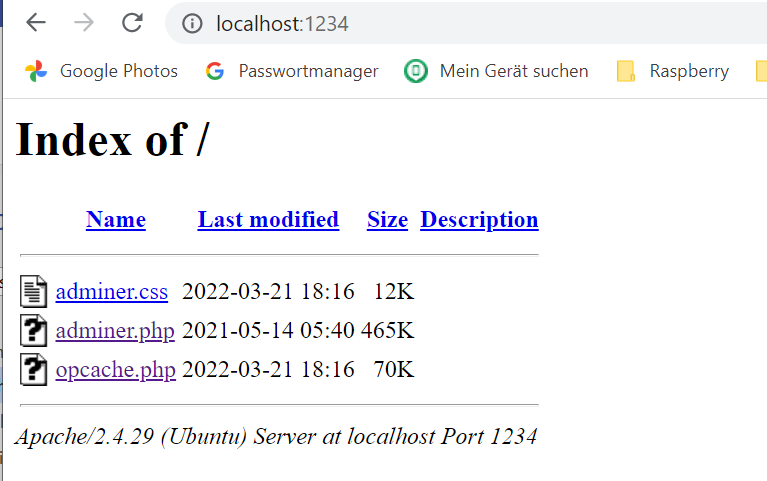 localhost:1234
Google Photos Passwortmanager Mein Gerät suchen Raspberry
Index of /
Name Last modified Size Description
adminer.css 2022-03-21 18:16 12K
adminer.php 2021-05-14 05:40 465K
opcache.php 2022-03-21 18:16 70K
Apache/2.4.29 (Ubuntu) Server at localhost Port 1234